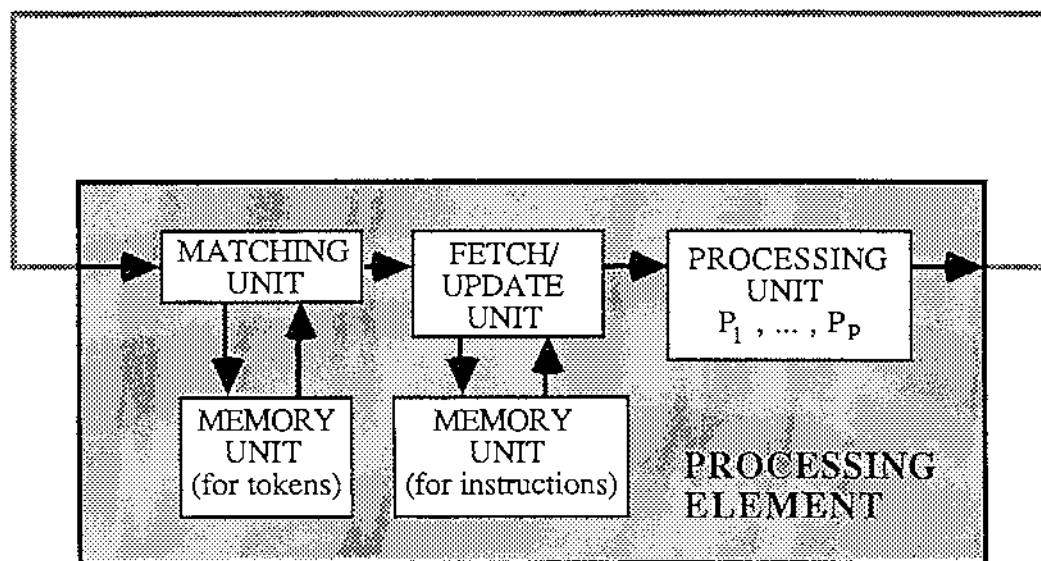 MATCHING
UNIT
FETCH/
UPDATE
UNIT
PROCESSING
UNIT
P1 , ... , PP
MEMORY
UNIT
(for tokens)
MEMORY
UNIT
(for instructions)
PROCESSING
ELEMENT